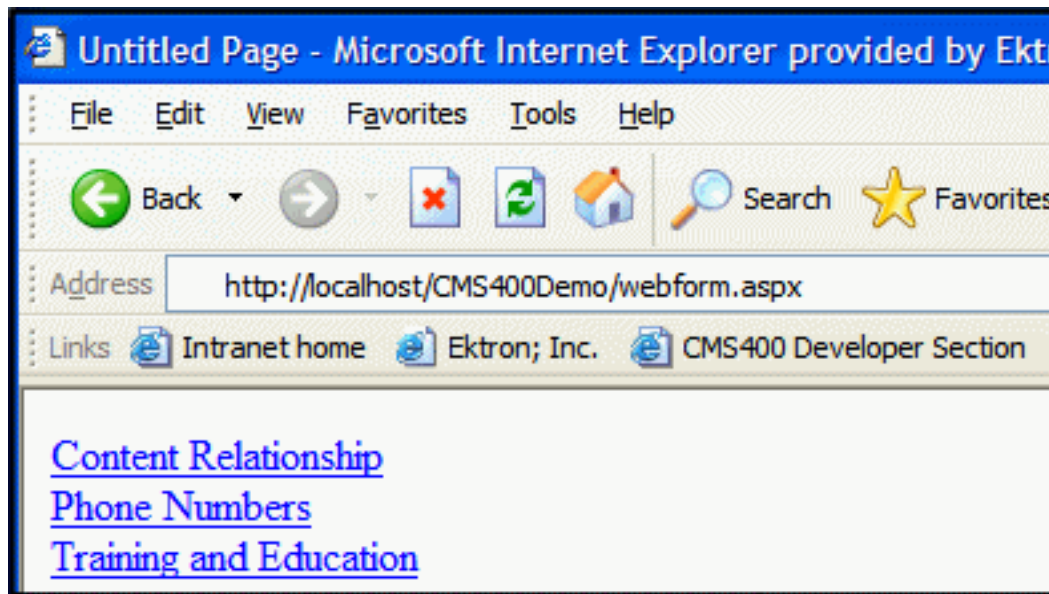 Untitled Page - Microsoft Internet Explorer provided by Ekt
File Edit View Favorites Tools Help
Back Search Favorites
Address http://localhost/CMS400Demo/webform.aspx
Links Intranet home Ektron; Inc. CMS400 Developer Section
Content Relationship
Phone Numbers
Training and Education